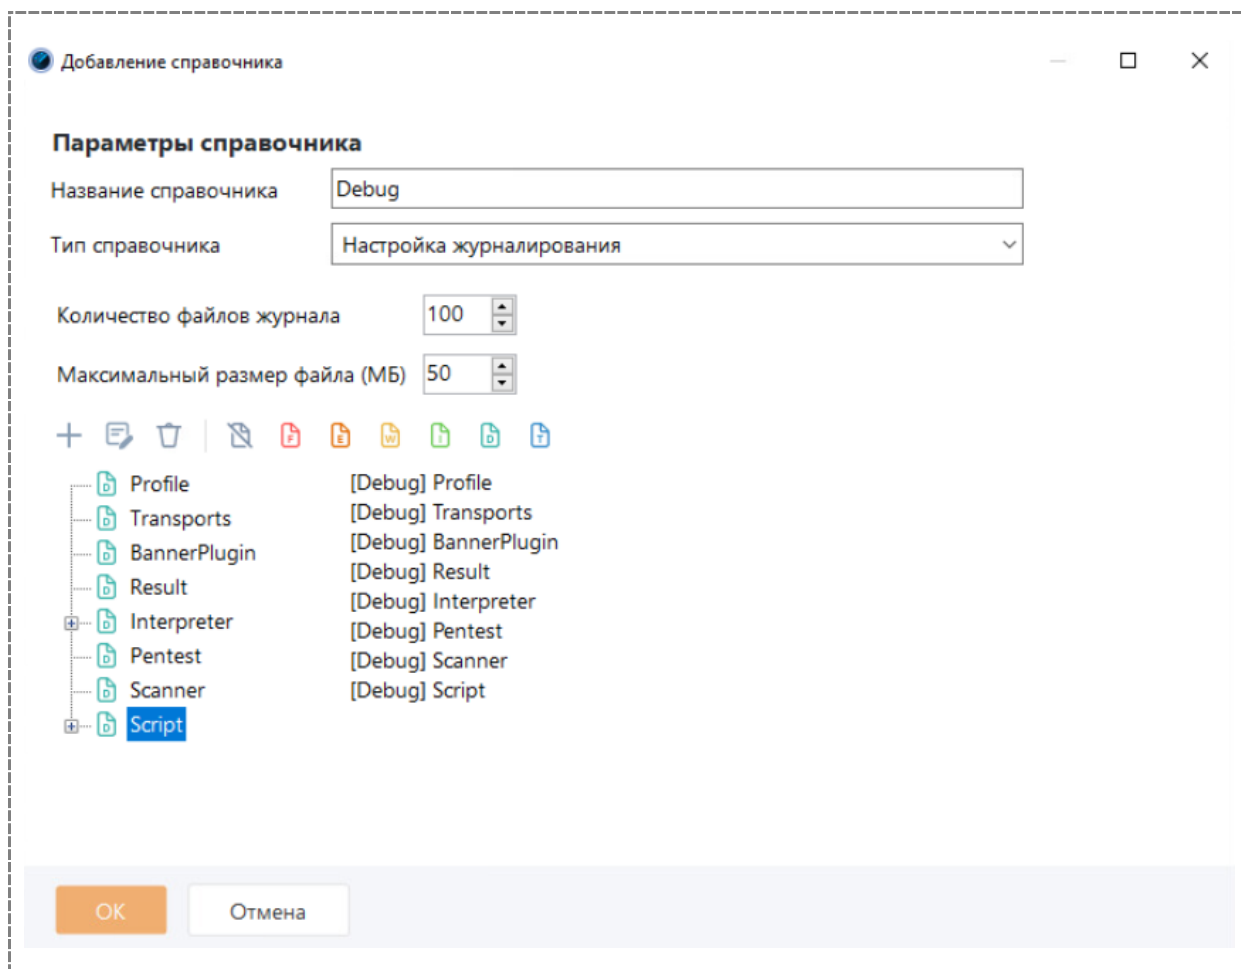 Добавление справочника
Параметры справочника
Название справочника Debug
Тип справочника Настройка журналирования
Количество файлов журнала 100
Максимальный размер файла (МБ) 50
F E W I D T
D Profile [Debug] Profile
D Transports [Debug] Transports
D BannerPlugin [Debug] BannerPlugin
D Result [Debug] Result
D Interpreter [Debug] Interpreter
D Pentest [Debug] Pentest
D Scanner [Debug] Scanner
D Script [Debug] Script
ОК Отмена